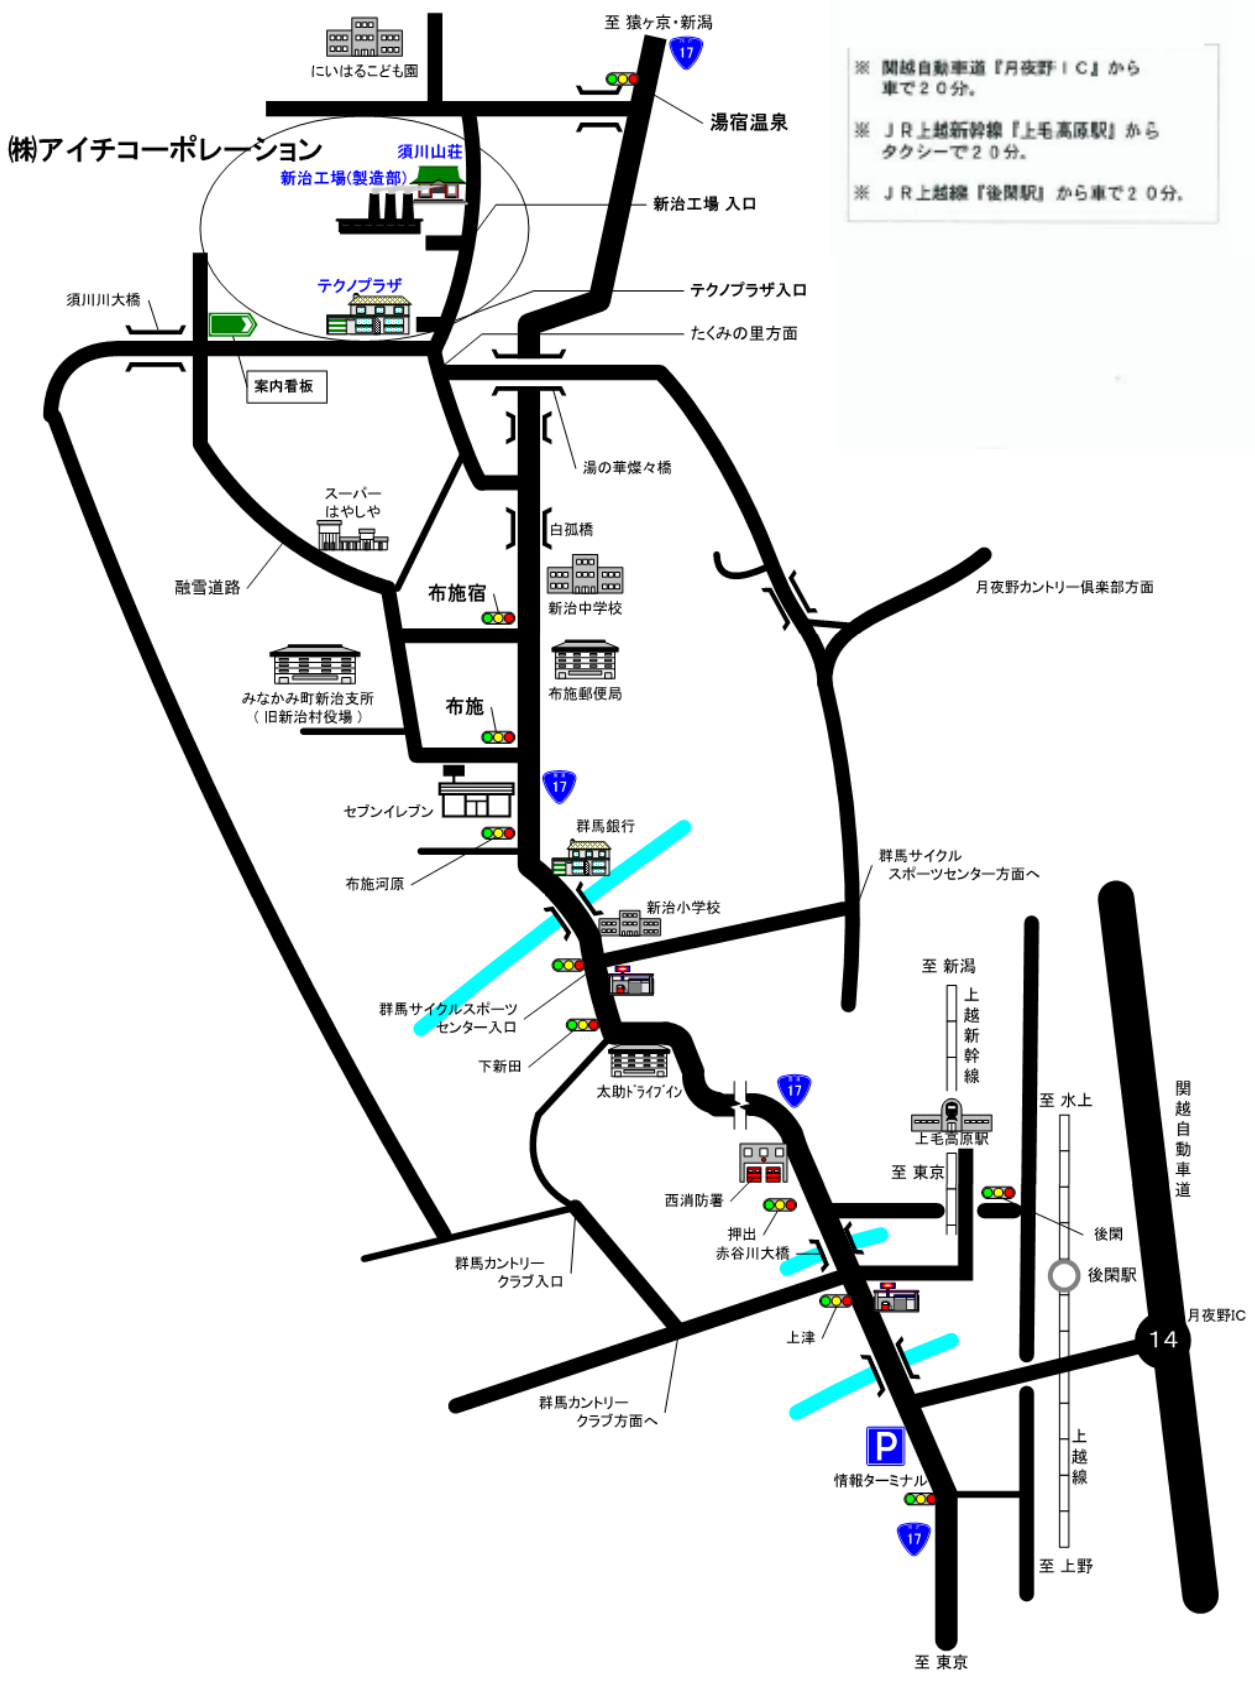 至 猿ヶ京・新潟
17
にいはるこども園
※ 関越自動車道『月夜野ＩＣ』から
車で２０分。
湯宿温泉
※ ＪＲ上越新幹線『上毛高原駅』から
タクシーで２０分。
㈱アイチコーポレーション
須川山荘
新治工場(製造部)
※ ＪＲ上越線『後閑駅』から車で２０分。
新治工場 入口
テクノプラザ
テクノプラザ入口
須川川大橋
たくみの里方面
案内看板
湯の華燦々橋
スーパー
はやしや
白狐橋
融雪道路
布施宿
新治中学校
月夜野カントリー倶楽部方面
みなかみ町新治支所
（旧新治村役場）
布施郵便局
布施
17
セブンイレブン
群馬銀行
布施河原
群馬サイクル
スポーツセンター方面へ
新治小学校
至 新潟
上越新幹線
群馬サイクルスポーツ
センター入口
下新田
太助ドライブイン
17
至 水上
関越自動車道
上毛高原駅
至 東京
西消防署
押出
後閑
赤谷川大橋
群馬カントリー
クラブ入口
後閑駅
月夜野IC
上津
14
群馬カントリー
クラブ方面へ
P
上越線
情報ターミナル
17
至 上野
至 東京